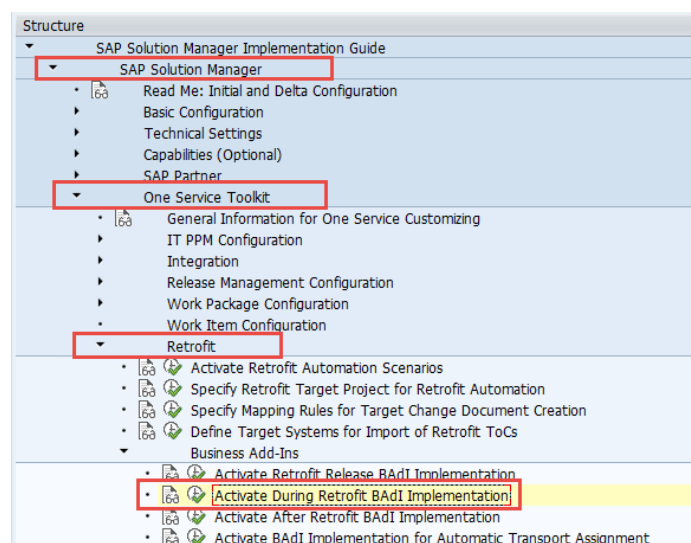 Structure
SAP Solution Manager Implementation Guide
SAP Solution Manager
Read Me: Initial and Delta Configuration
Basic Configuration
Technical Settings
Capabilities (Optional)
SAP Partner
One Service Toolkit
General Information for One Service Customizing
IT PPM Configuration
Integration
Release Management Configuration
Work Package Configuration
Work Item Configuration
Retrofit
Activate Retrofit Automation Scenarios
Specify Retrofit Target Project for Retrofit Automation
Specify Mapping Rules for Target Change Document Creation
Define Target Systems for Import of Retrofit ToCs
Business Add-Ins
Activate Retrofit Release BAdI Implementation
Activate During Retrofit BAdI Implementation
Activate After Retrofit BAdI Implementation
Activate BAdI Implementation for Automatic Transport Assignment